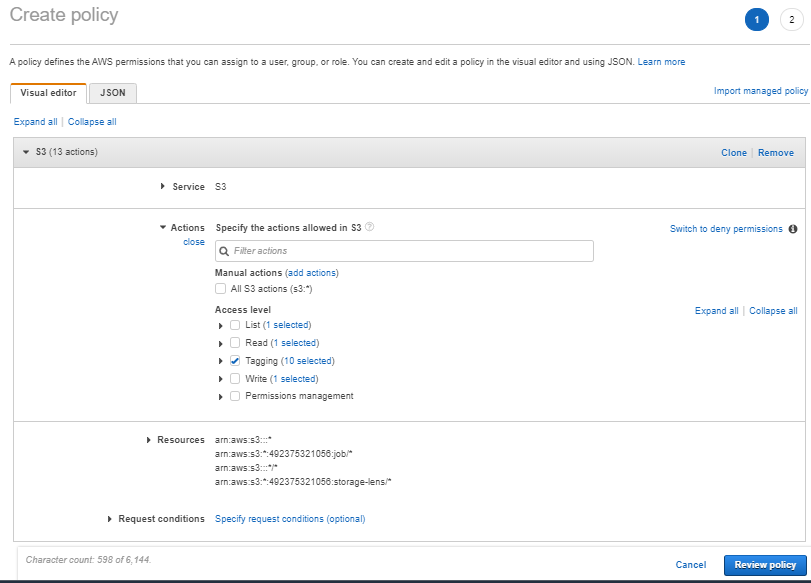 Create policy
1
2
A policy defines the AWS permissions that you can assign to a user, group, or role. You can create and edit a policy in the visual editor and using JSON. Learn more
Visual editor
JSON
Import managed policy
Expand all | Collapse all
S3 (13 actions)
Clone | Remove
Service S3
Actions Specify the actions allowed in S3 ?
Switch to deny permissions i
close
Filter actions
Manual actions (add actions)
All S3 actions (s3:*)
Access level
Expand all | Collapse all
List (1 selected)
Read (1 selected)
Tagging (10 selected)
Write (1 selected)
Permissions management
Resources arn:aws:s3:::*
arn:aws:s3:*:492375321056:job/*
arn:aws:s3:::*/*
arn:aws:s3:*:492375321056:storage-lens/*
Request conditions Specify request conditions (optional)
Character count: 598 of 6,144.
Cancel
Review policy